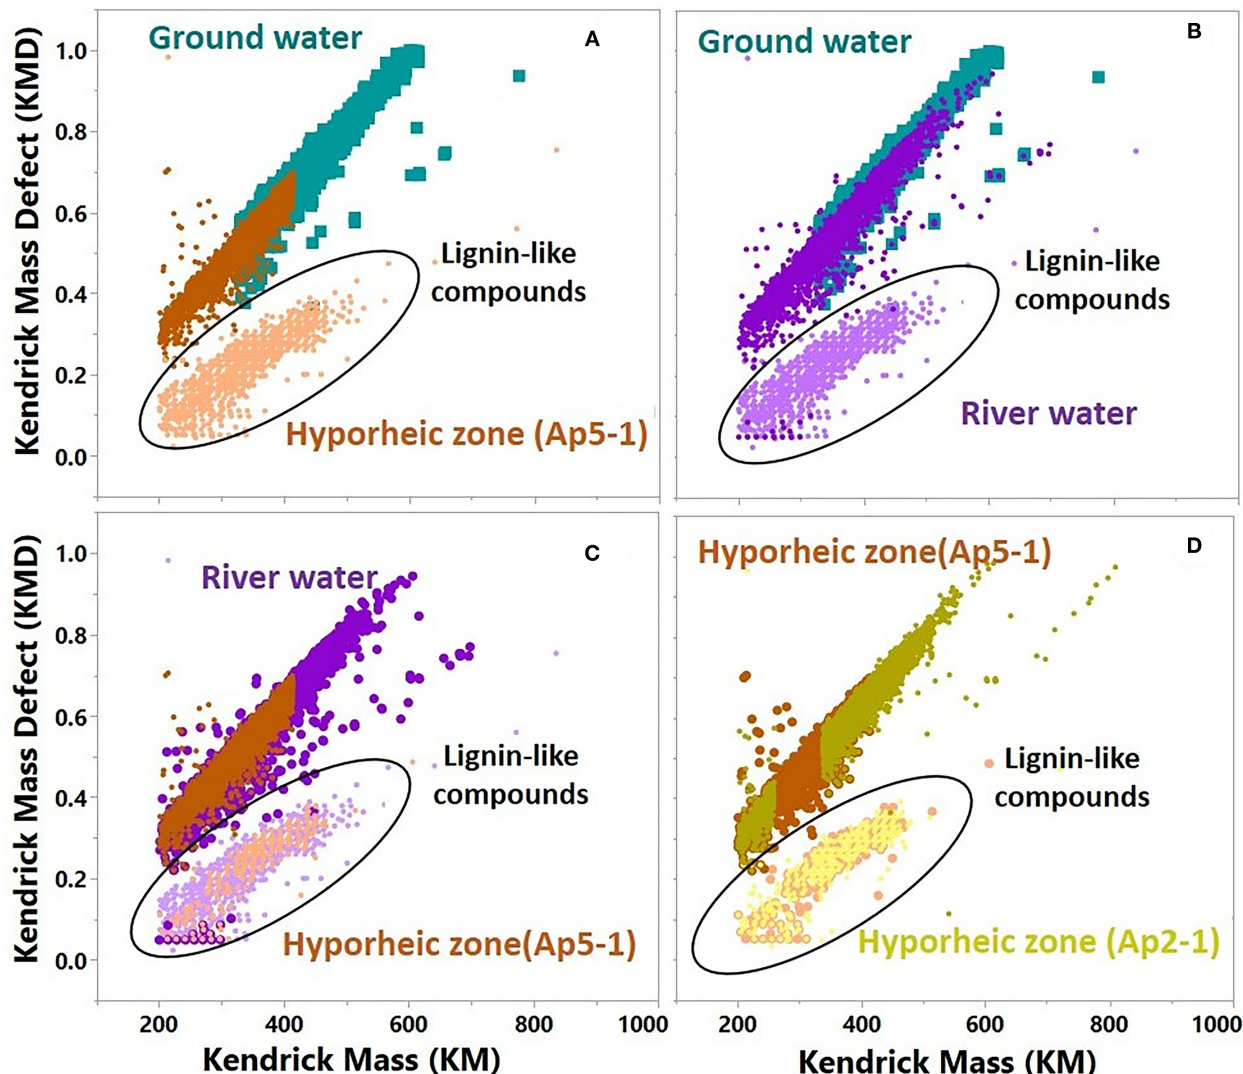 Ground water
A
Kendrick Mass Defect (KMD)
1.0
0.8
0.6
0.4
0.2
0.0
Lignin-like
compounds
Hyporheic zone (Ap5-1)
Ground water
B
Lignin-like
compounds
River water
River water
C
Kendrick Mass Defect (KMD)
1.0
0.8
0.6
0.4
0.2
0.0
Lignin-like
compounds
Hyporheic zone(Ap5-1)
200 400 600 800 1000
Kendrick Mass (KM)
Hyporheic zone(Ap5-1)
D
Lignin-like
compounds
Hyporheic zone (Ap2-1)
200 400 600 800 1000
Kendrick Mass (KM)